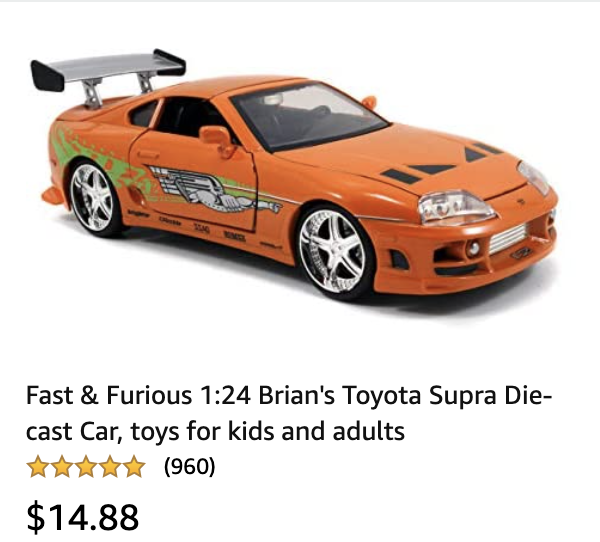 Fast & Furious 1:24 Brian's Toyota Supra Die-
cast Car, toys for kids and adults
(960)
$14.88